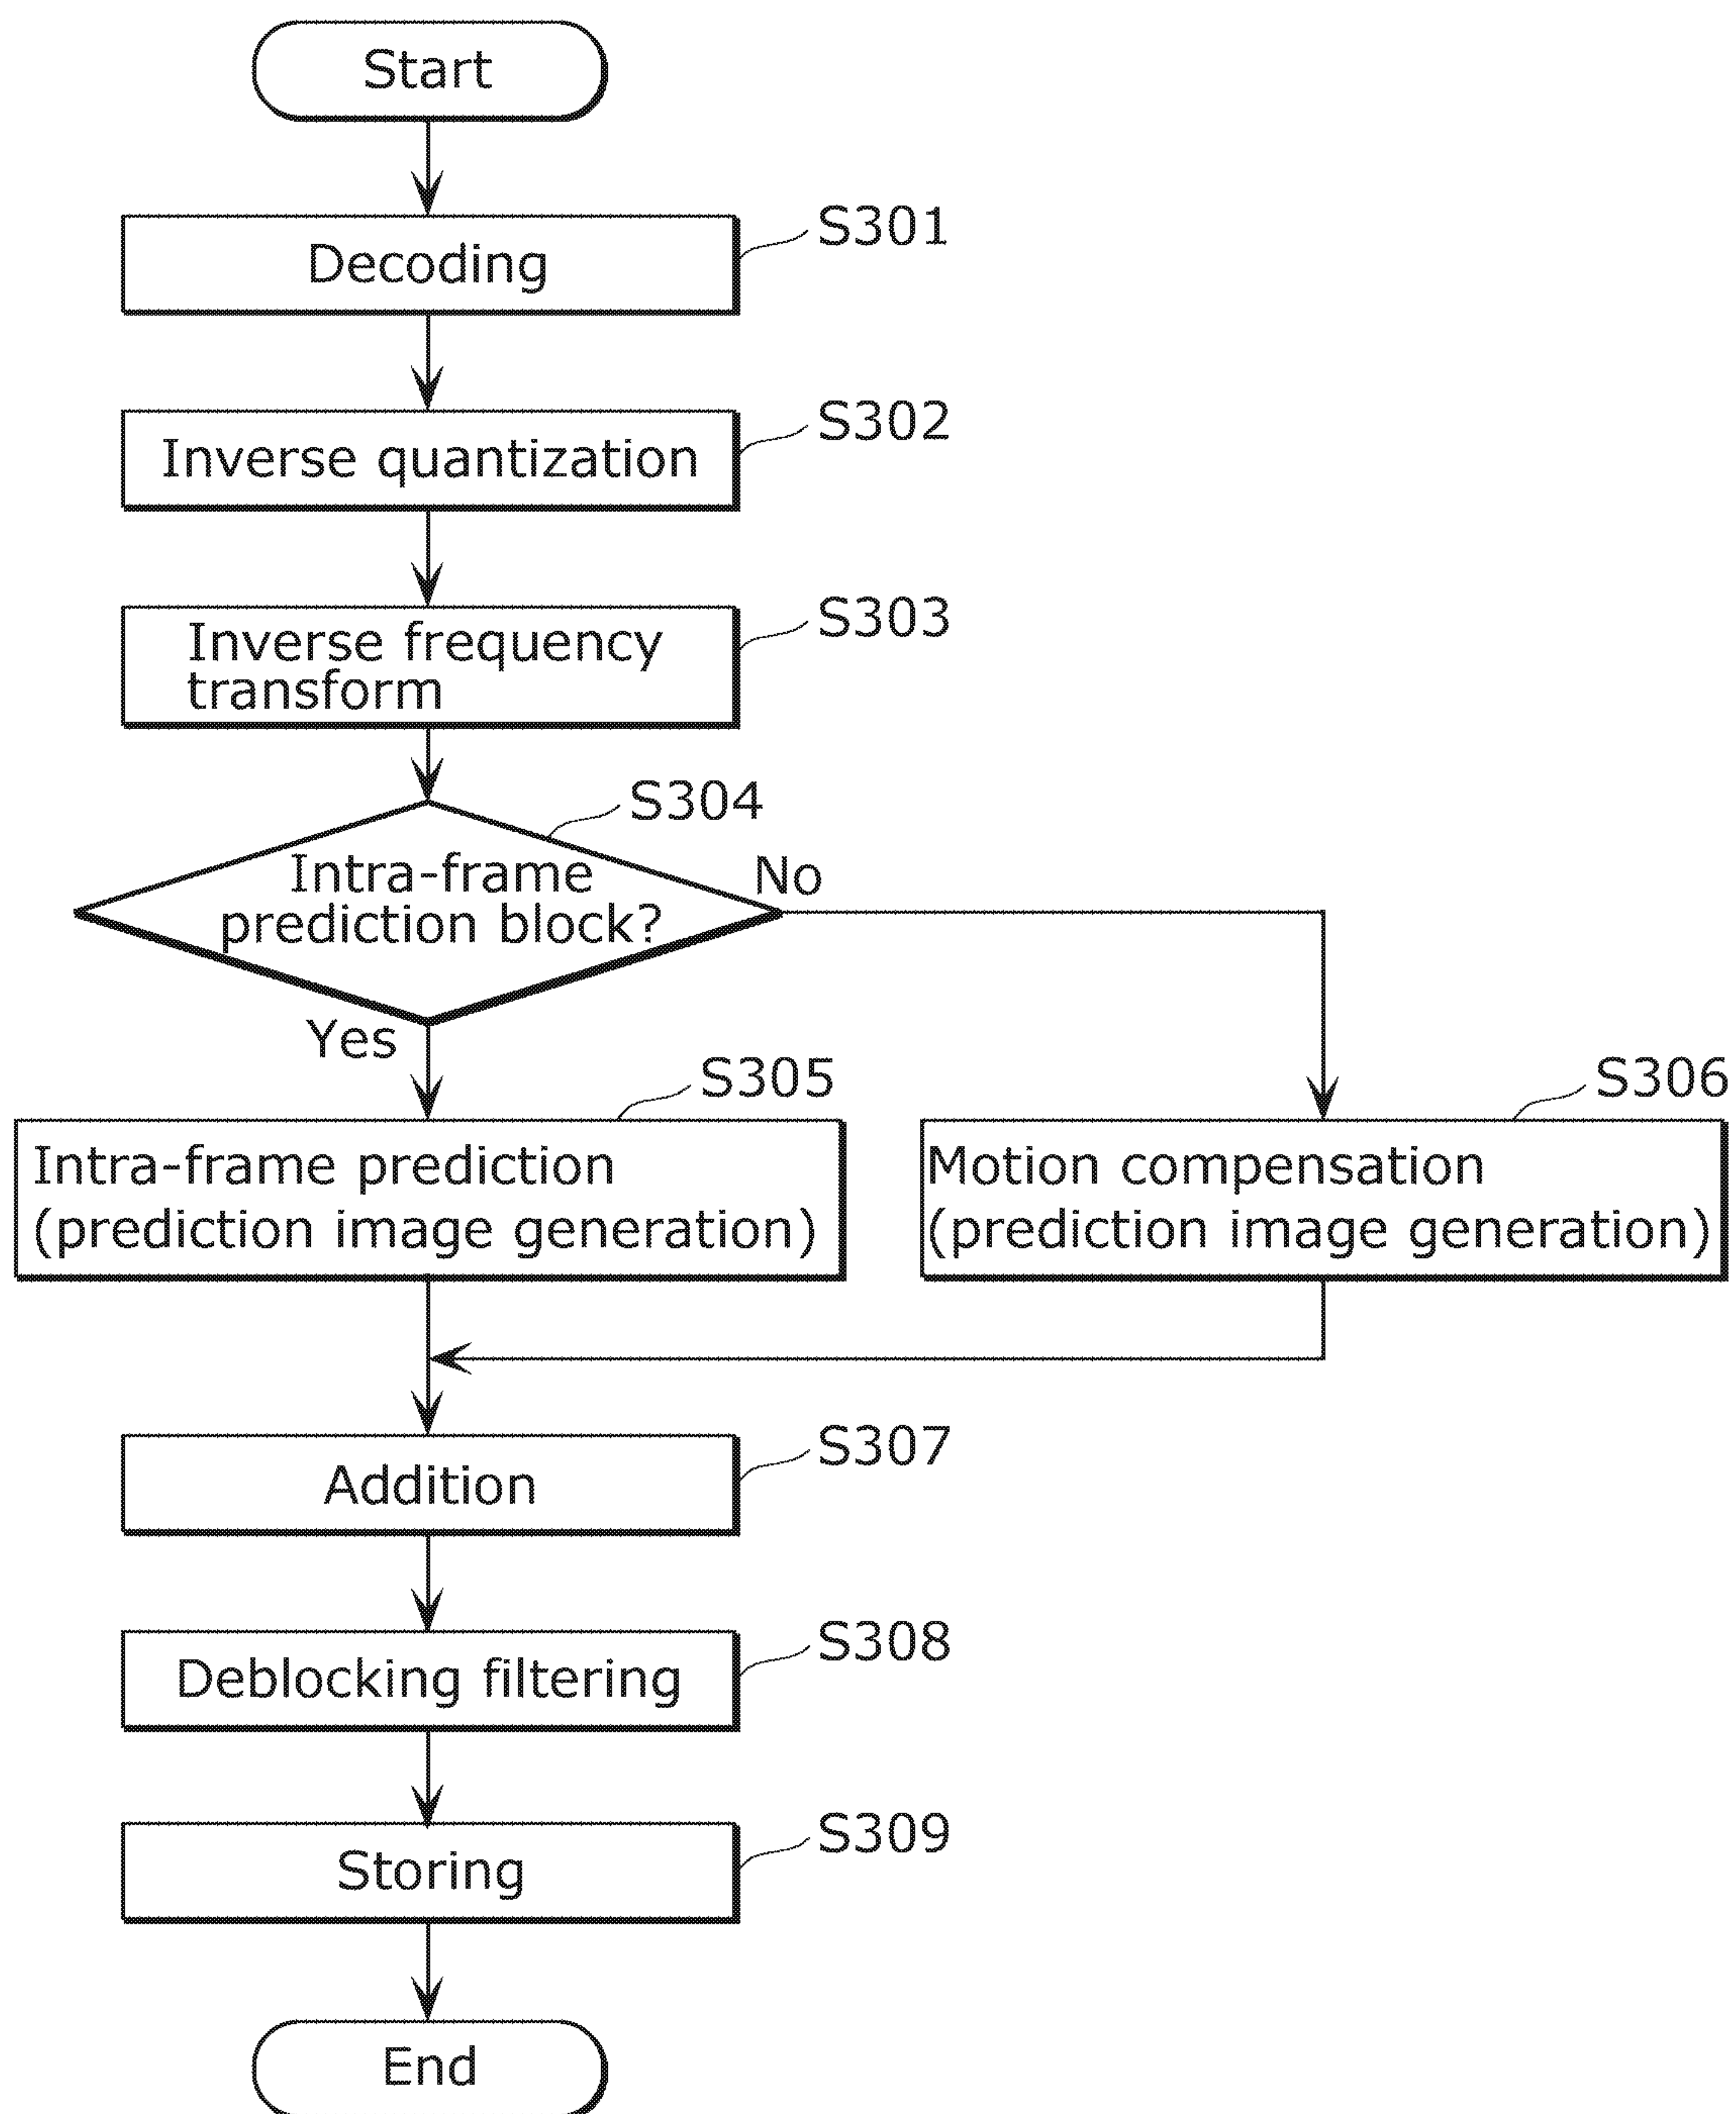 Start
S301
Decoding
S302
Inverse quantization
S303
Inverse frequency
transform
S304
Intra-frame
prediction block?
No
Yes
S305
Intra-frame prediction
(prediction image generation)
S306
Motion compensation
(prediction image generation)
S307
Addition
S308
Deblocking filtering
S309
Storing
End